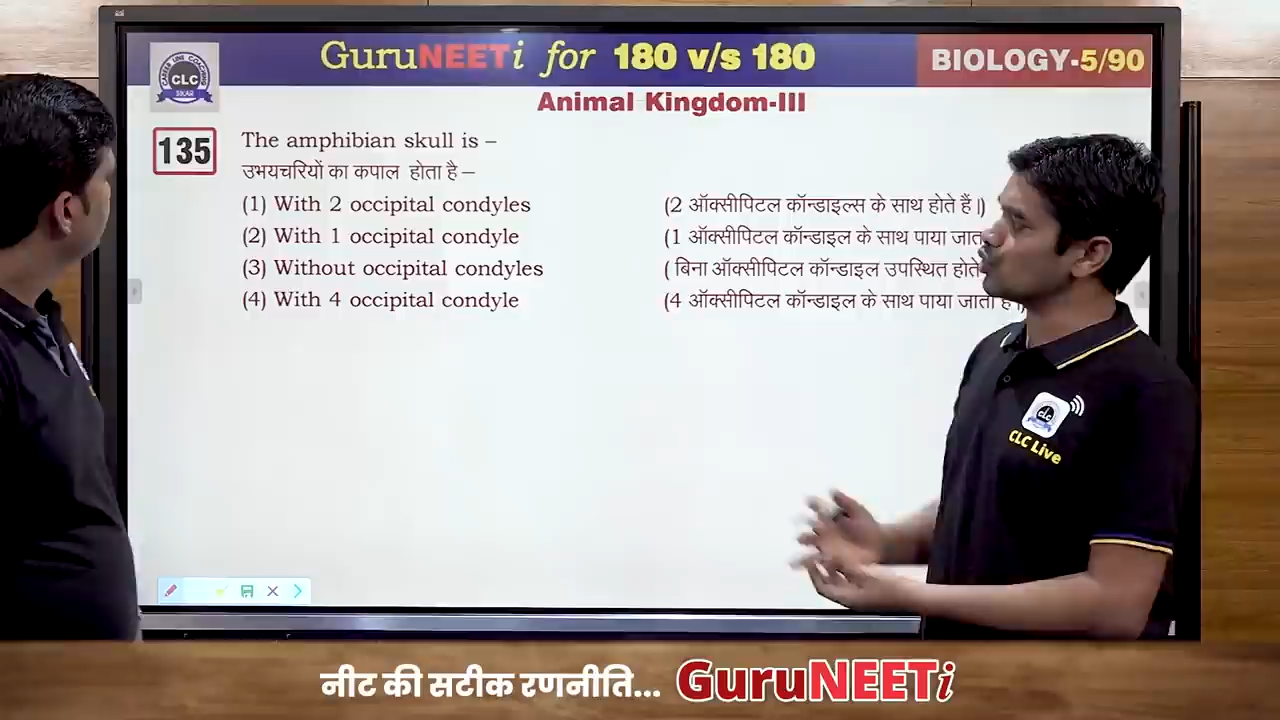 GuruNEETi for 180 v/s 180
BIOLOGY-5/90
CLC
SIKAR
Animal Kingdom-III
135
The amphibian skull is –
उभयचरियों का कपाल होता है –
(1) With 2 occipital condyles
(2 ऑक्सीपिटल कॉन्डाइल्स के साथ होते हैं।)
(2) With 1 occipital condyle
(1 ऑक्सीपिटल कॉन्डाइल के साथ पाया
(3) Without occipital condyles
( बिना ऑक्सीपिटल कॉन्डाइल उपस्थित
(4) With 4 occipital condyle
(4 ऑक्सीपिटल कॉन्डाइल के साथ पाया जाता है।)
CLC
CLC Live
नीट की सटीक रणनीति... GuruNEETi